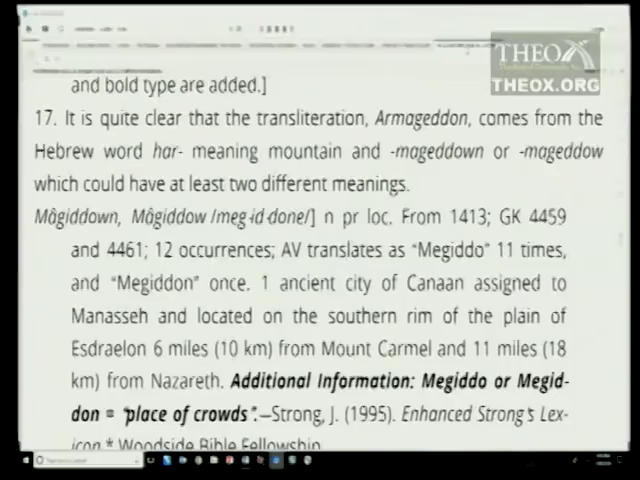 THEOX
THEOX.ORG
and bold type are added.]
17. It is quite clear that the transliteration, Armageddon, comes from the
Hebrew word har- meaning mountain and -mageddown or -mageddow
which could have at least two different meanings.
Mâgiddown, Mâgiddow /meg·id·done/] n pr loc. From 1413; GK 4459
and 4461; 12 occurrences; AV translates as “Megiddo” 11 times,
and “Megiddon” once. 1 ancient city of Canaan assigned to
Manasseh and located on the southern rim of the plain of
Esdraelon 6 miles (10 km) from Mount Carmel and 11 miles (18
km) from Nazareth. Additional Information: Megiddo or Megid-
don = “place of crowds”.—Strong, J. (1995). Enhanced Strong’s Lex-
icon * Woodside Bible Fellowship